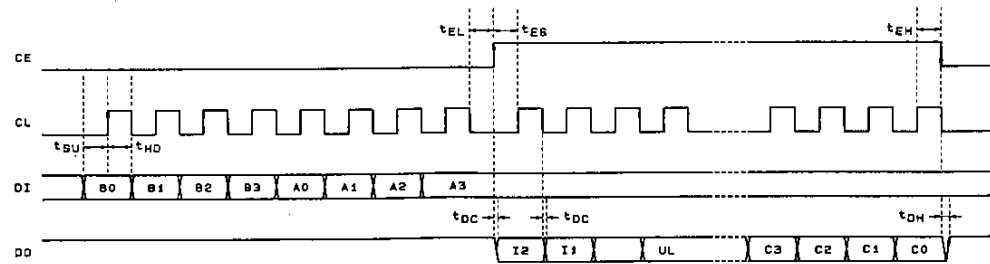 tEL tES tEH
CE
CL
tSU tHD
DI B0 B1 B2 B3 A0 A1 A2 A3
tDC tDC tDH
DO I2 I1 UL C3 C2 C1 C0